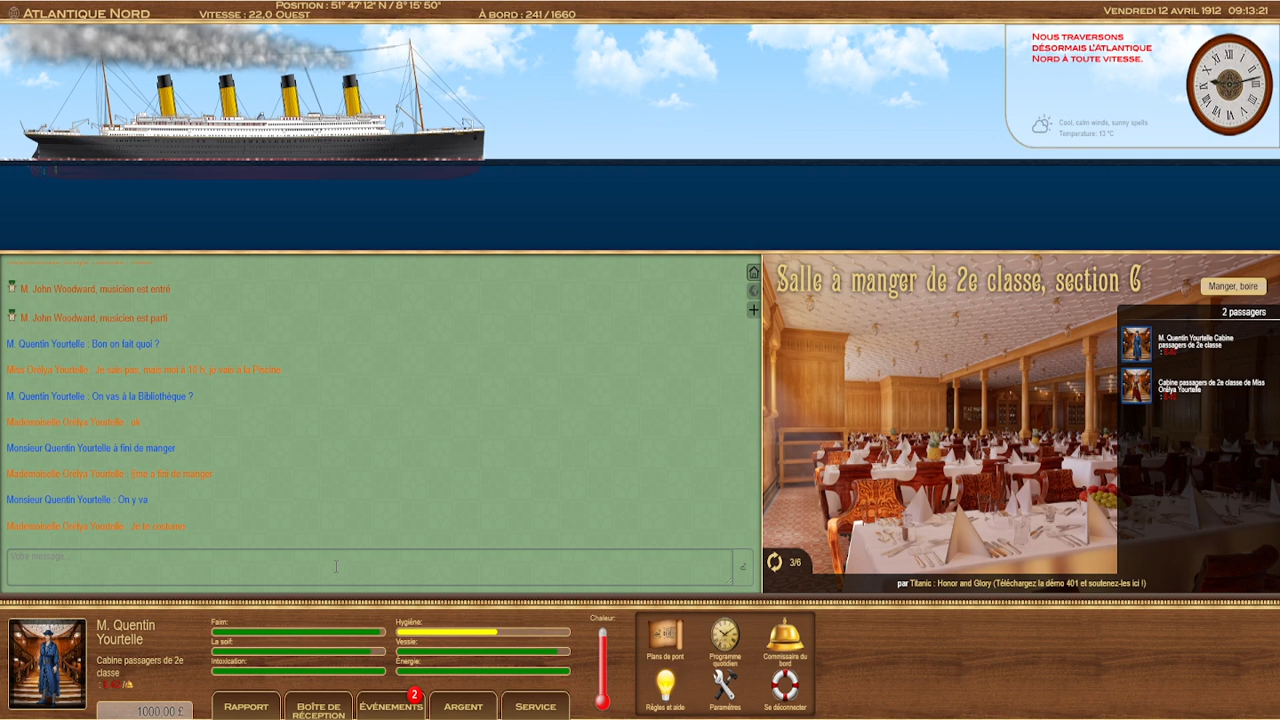 Atlantique Nord
Position : 51° 47' 12" N / 8° 15' 50"
Vitesse : 22,0 Ouest
À bord : 241 / 1660
Vendredi 12 avril 1912 09:13:21
Nous traversons
désormais l'Atlantique
Nord à toute vitesse.
Cool, calm winds, sunny spells
Temperature: 13 °C
M. John Woodward, musicien est entré
M. John Woodward, musicien est parti
M. Quentin Yourtelle : Bon on fait quoi ?
Miss Orélya Yourtelle : Je sais pas, mais moi à 10 h, je vais à la Piscine
M. Quentin Yourtelle : On vas à la Bibliothèque ?
Mademoiselle Orélya Yourtelle : ok
Monsieur Quentin Yourtelle à fini de manger
Mademoiselle Orélya Yourtelle : a fini de manger
Monsieur Quentin Yourtelle : On y va
Mademoiselle Orélya Yourtelle : Je te
Votre message...
Salle à manger de 2e classe, section C
Manger, boire
2 passagers
M. Quentin Yourtelle Cabine
passagers de 2e classe
Cabine passagers de 2e classe de Miss
Orélya Yourtelle
3/6
par Titanic : Honor and Glory (Téléchargez la démo 401 et soutenez-les ici !)
M. Quentin
Yourtelle
Cabine passagers de 2e
classe
1000,00 £
Faim:
La soif:
Intoxication:
Hygiène:
Vessie:
Énergie:
Chaleur:
Rapport
Boîte de
réception
Événements
2
Argent
Service
Plans de pont
Programme
quotidien
Commissaire du
bord
Règles et aide
Paramètres
Se déconnecter